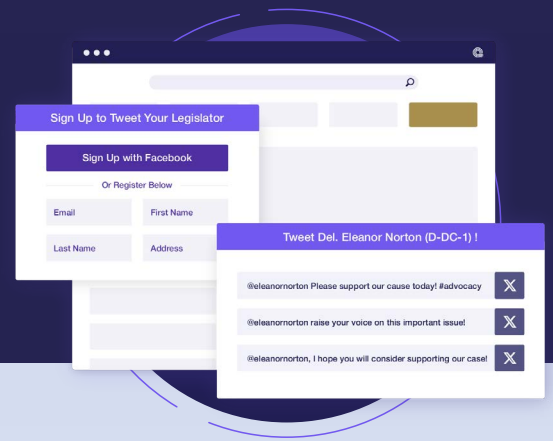 Sign Up to Tweet Your Legislator
Sign Up with Facebook
Or Register Below
Email
First Name
Last Name
Address
Tweet Del. Eleanor Norton (D-DC-1) !
@eleanornorton Please support our cause today! #advocacy
@eleanornorton raise your voice on this important issue!
@eleanornorton, I hope you will consider supporting our case!